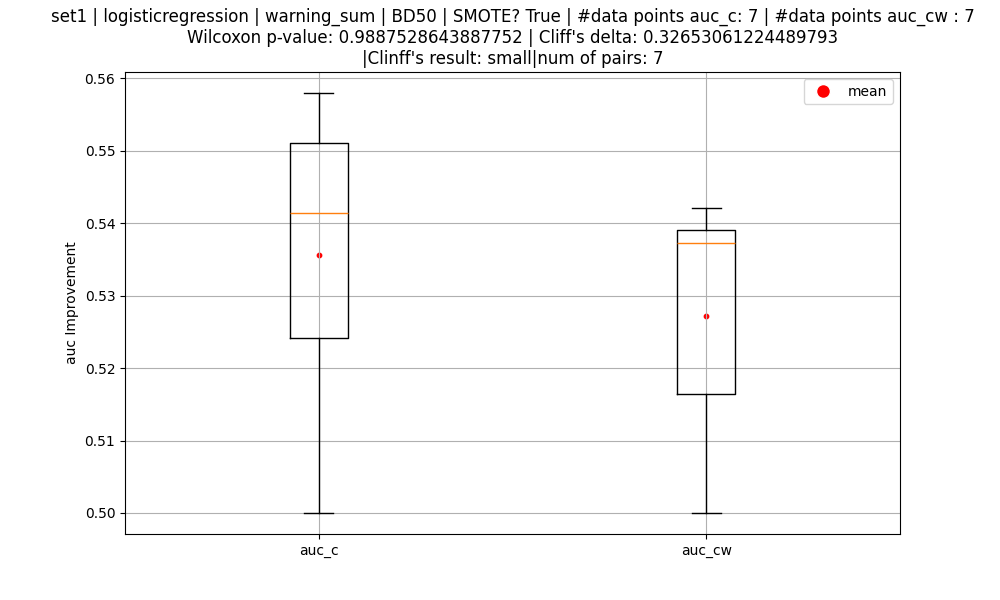 set1 | logisticregression | warning_sum | BD50 | SMOTE? True | #data points auc_c: 7 | #data points auc_cw : 7
Wilcoxon p-value: 0.9887528643887752 | Cliff's delta: 0.32653061224489793
|Clinff's result: small|num of pairs: 7
mean
auc Improvement
0.56
0.55
0.54
0.53
0.52
0.51
0.50
auc_c
auc_cw